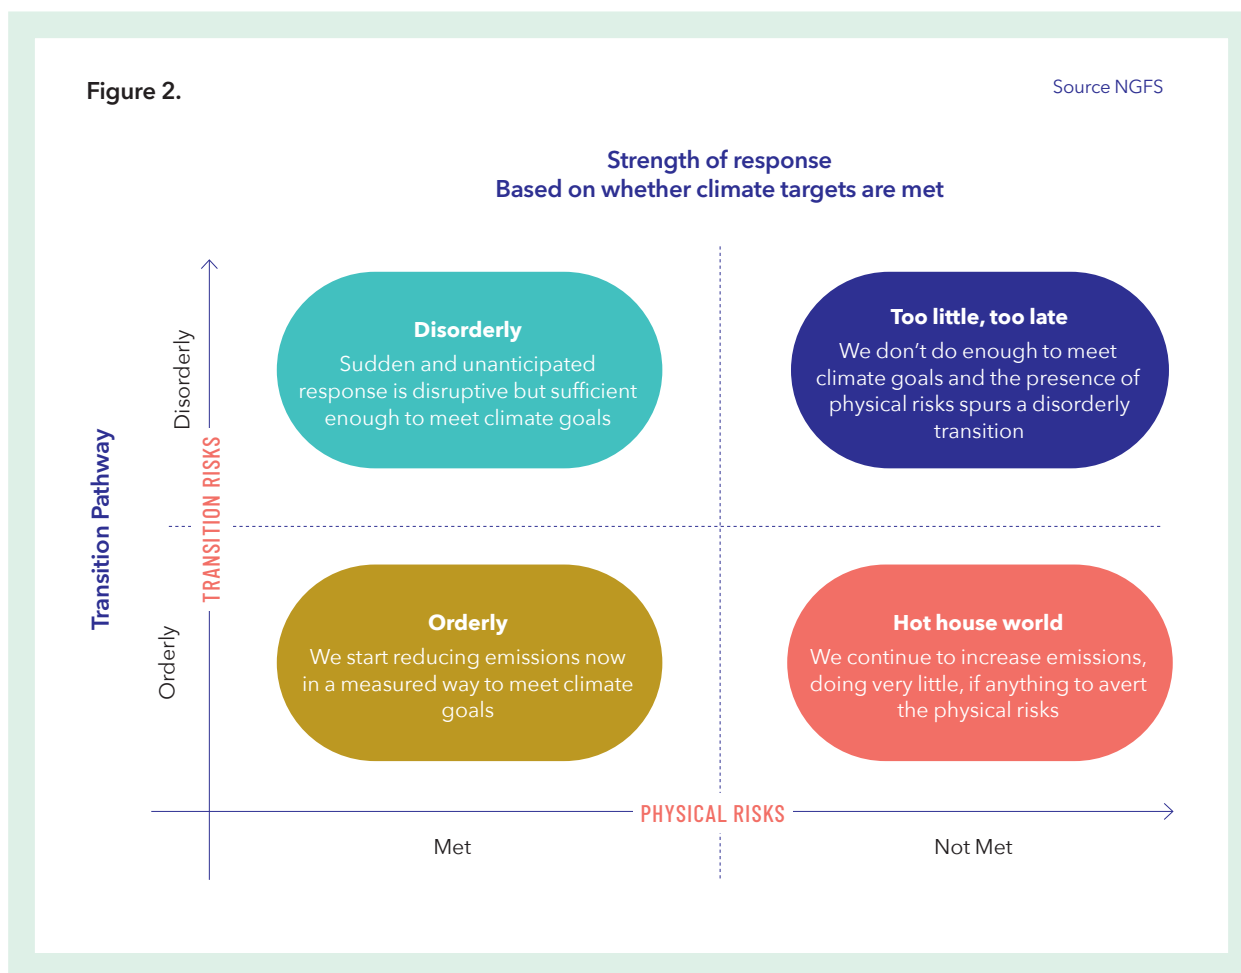 Figure 2.
Source NGFS
Strength of response
Based on whether climate targets are met
Transition Pathway
Disorderly
TRANSITION RISKS
Orderly
Disorderly
Sudden and unanticipated
response is disruptive but sufficient
enough to meet climate goals
Too little, too late
We don’t do enough to meet
climate goals and the presence of
physical risks spurs a disorderly
transition
Orderly
We start reducing emissions now
in a measured way to meet climate
goals
Hot house world
We continue to increase emissions,
doing very little, if anything to avert
the physical risks
PHYSICAL RISKS
Met
Not Met